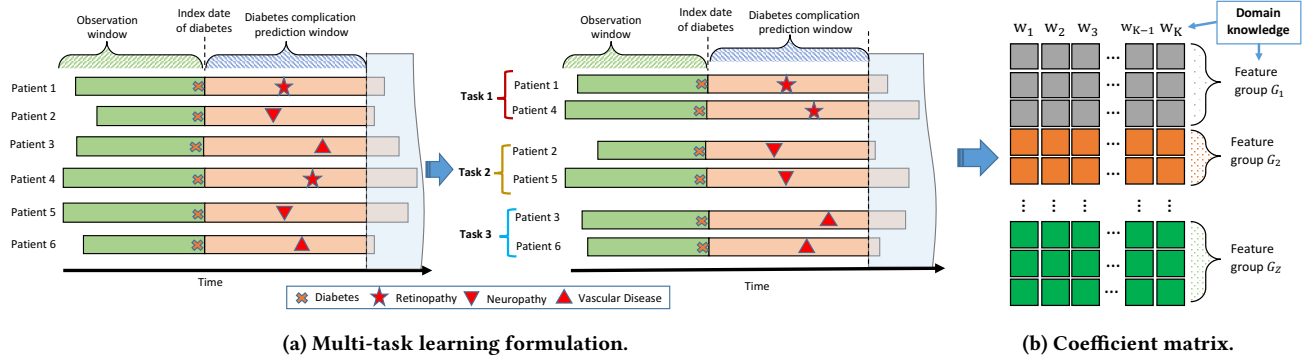 Observation
window
Index date
of diabetes
Diabetes complication
prediction window
Patient 1
Patient 2
Patient 3
Patient 4
Patient 5
Patient 6
Time
Observation
window
Index date
of diabetes
Diabetes complication
prediction window
Task 1
Patient 1
Patient 4
Task 2
Patient 2
Patient 5
Task 3
Patient 3
Patient 6
Time
Diabetes Retinopathy Neuropathy Vascular Disease
(a) Multi-task learning formulation.
W₁ W₂ W₃ W_{K−1} W_K
Domain
knowledge
...
...
...
Feature
group G₁
...
...
Feature
group G₂
...
...
...
Feature
group G_Z
(b) Coefficient matrix.